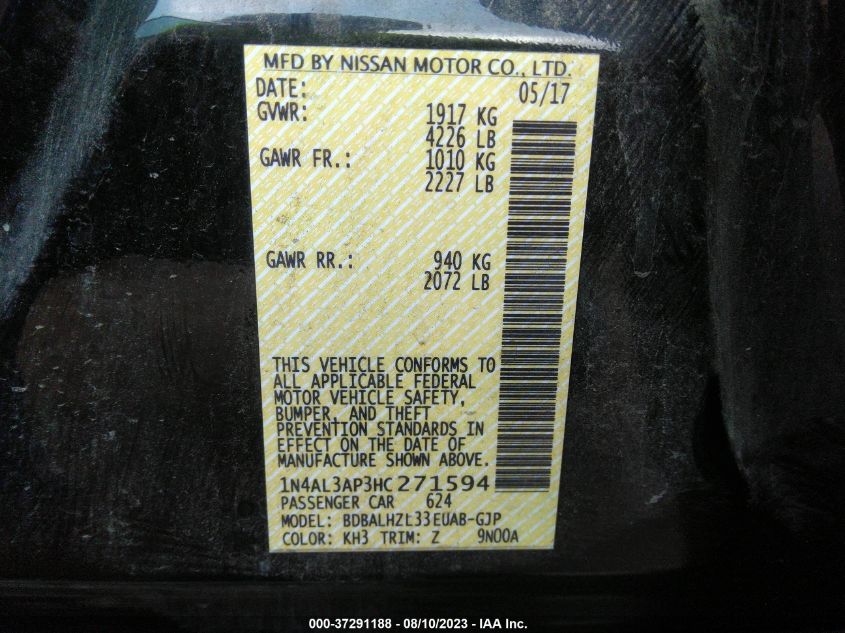 MFD BY NISSAN MOTOR CO., LTD.
DATE: 05/17
GVWR: 1917 KG
4226 LB
GAWR FR.: 1010 KG
2227 LB
GAWR RR.: 940 KG
2072 LB
THIS VEHICLE CONFORMS TO
ALL APPLICABLE FEDERAL
MOTOR VEHICLE SAFETY,
BUMPER, AND THEFT
PREVENTION STANDARDS IN
EFFECT ON THE DATE OF
MANUFACTURE SHOWN ABOVE.
1N4AL3AP3HC271594
PASSENGER CAR 624
MODEL: BDBALHZL33EUAB-GJP
COLOR: KH3 TRIM: Z 9N00A
000-37291188 - 08/10/2023 - IAA Inc.